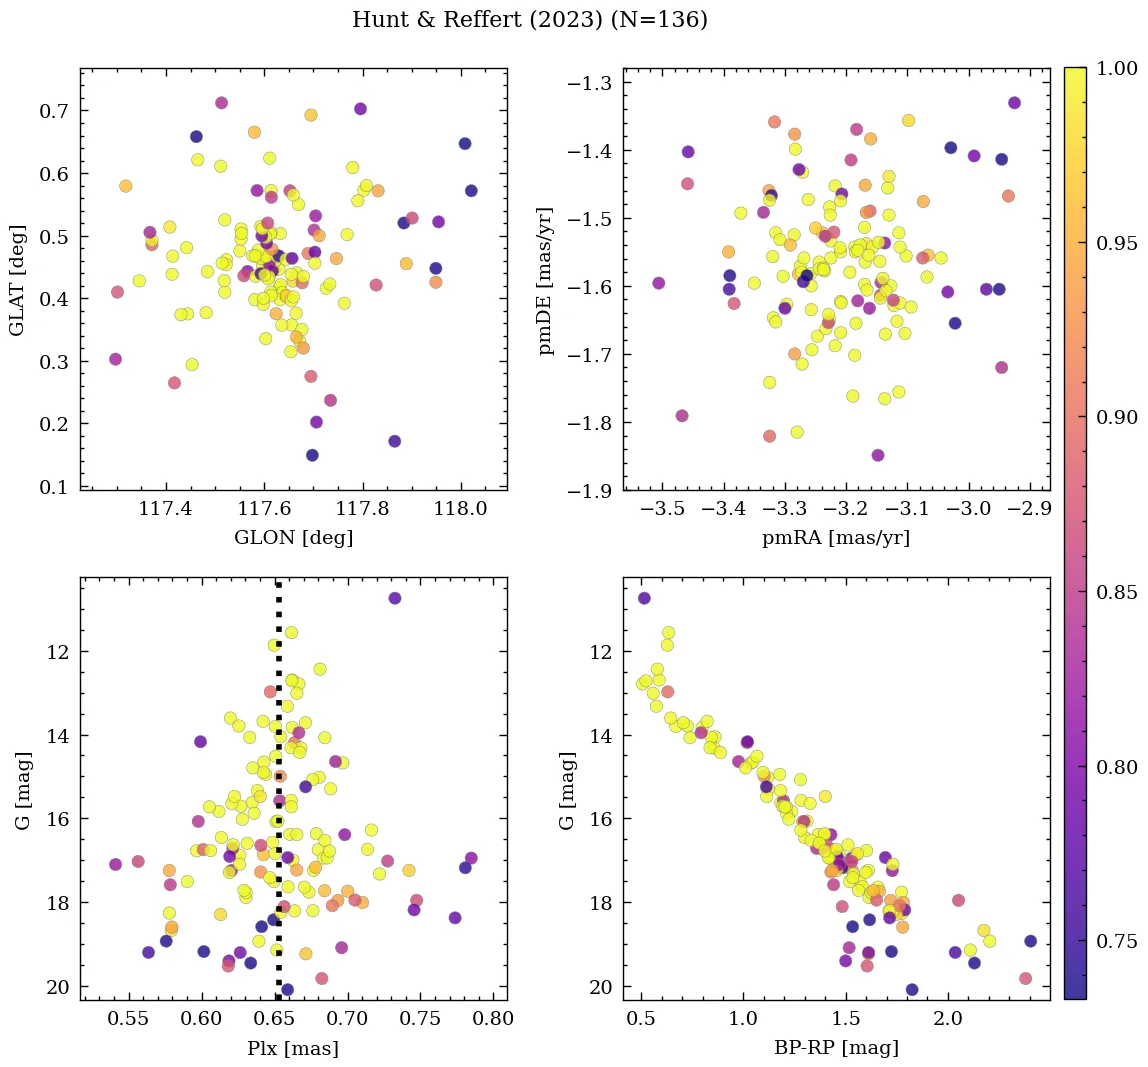 Hunt & Reffert (2023) (N=136)
0.7
0.6
0.5
0.4
0.3
0.2
0.1
GLAT [deg]
117.4 117.6 117.8 118.0
GLON [deg]
−1.3
−1.4
−1.5
−1.6
−1.7
−1.8
−1.9
pmDE [mas/yr]
−3.5 −3.4 −3.3 −3.2 −3.1 −3.0 −2.9
pmRA [mas/yr]
12
14
16
18
20
G [mag]
0.55 0.60 0.65 0.70 0.75 0.80
Plx [mas]
12
14
16
18
20
G [mag]
0.5 1.0 1.5 2.0
BP-RP [mag]
1.00
0.95
0.90
0.85
0.80
0.75